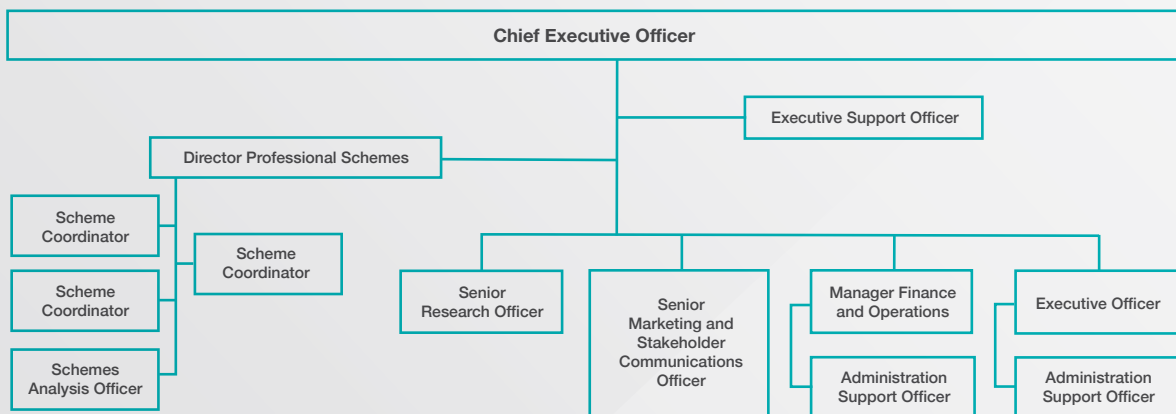 Chief Executive Officer
Executive Support Officer
Director Professional Schemes
Scheme
Coordinator
Scheme
Coordinator
Scheme
Coordinator
Schemes
Analysis Officer
Senior
Research Officer
Senior
Marketing and
Stakeholder
Communications
Officer
Manager Finance
and Operations
Administration
Support Officer
Executive Officer
Administration
Support Officer